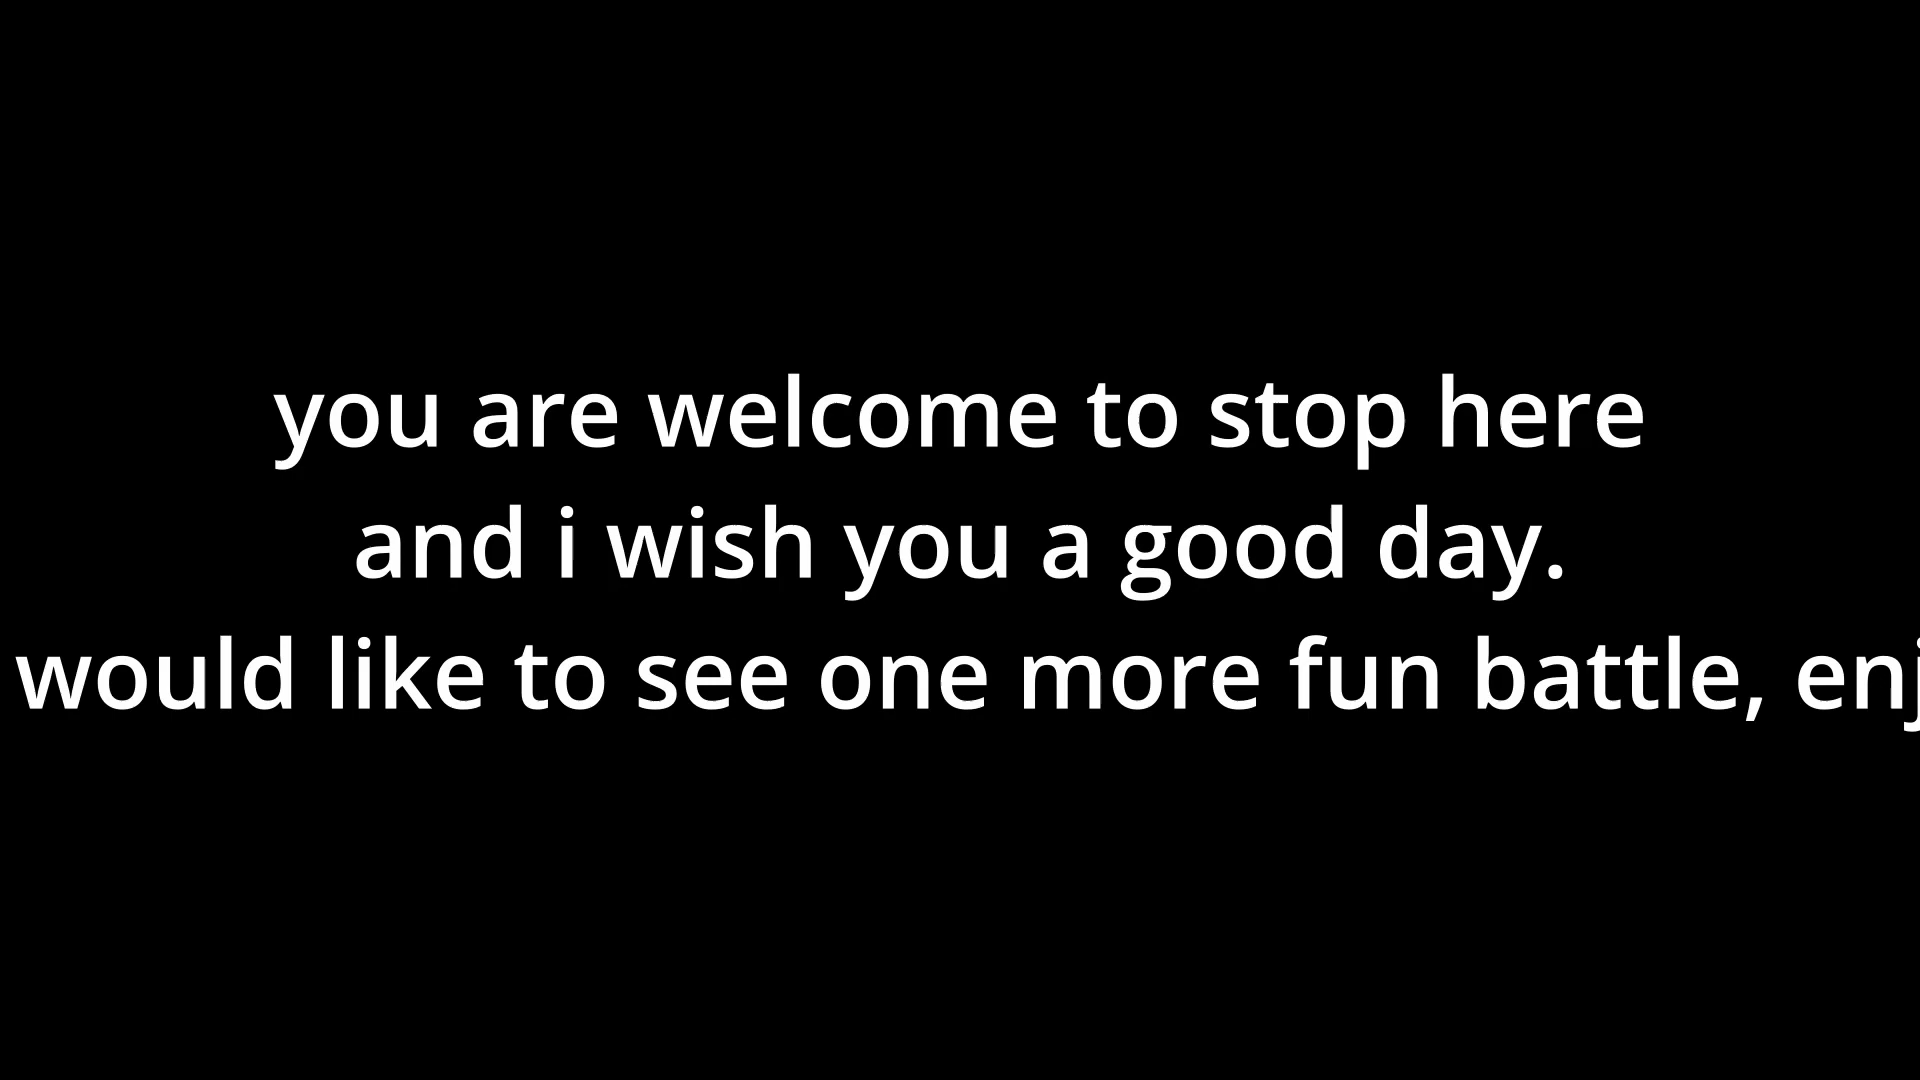 you are welcome to stop here
and i wish you a good day.
would like to see one more fun battle, enj